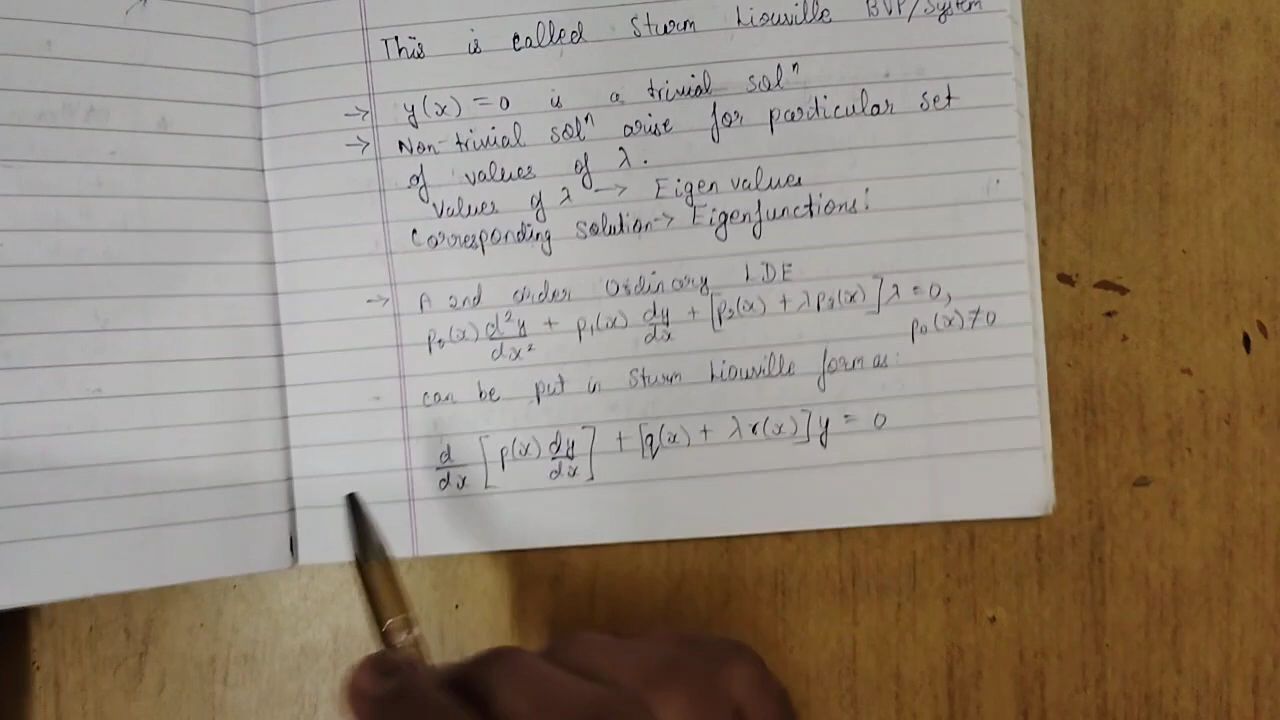 This is called Sturm Liouville BVP/System
→ y(x) = 0 is a trivial solⁿ
→ Non-trivial solⁿ arise for particular set
of values of λ.
Values of λ → Eigen values
Corresponding solution → Eigenfunctions!
→ A 2nd order Ordinary LDE
p₀(x) d²y/dx² + p₁(x) dy/dx + [p₂(x) + λp₃(x)]λ = 0,
p₀(x) ≠ 0
can be put in Sturm Liouville form as:
d/dx [p(x) dy/dx] + [q(x) + λr(x)]y = 0